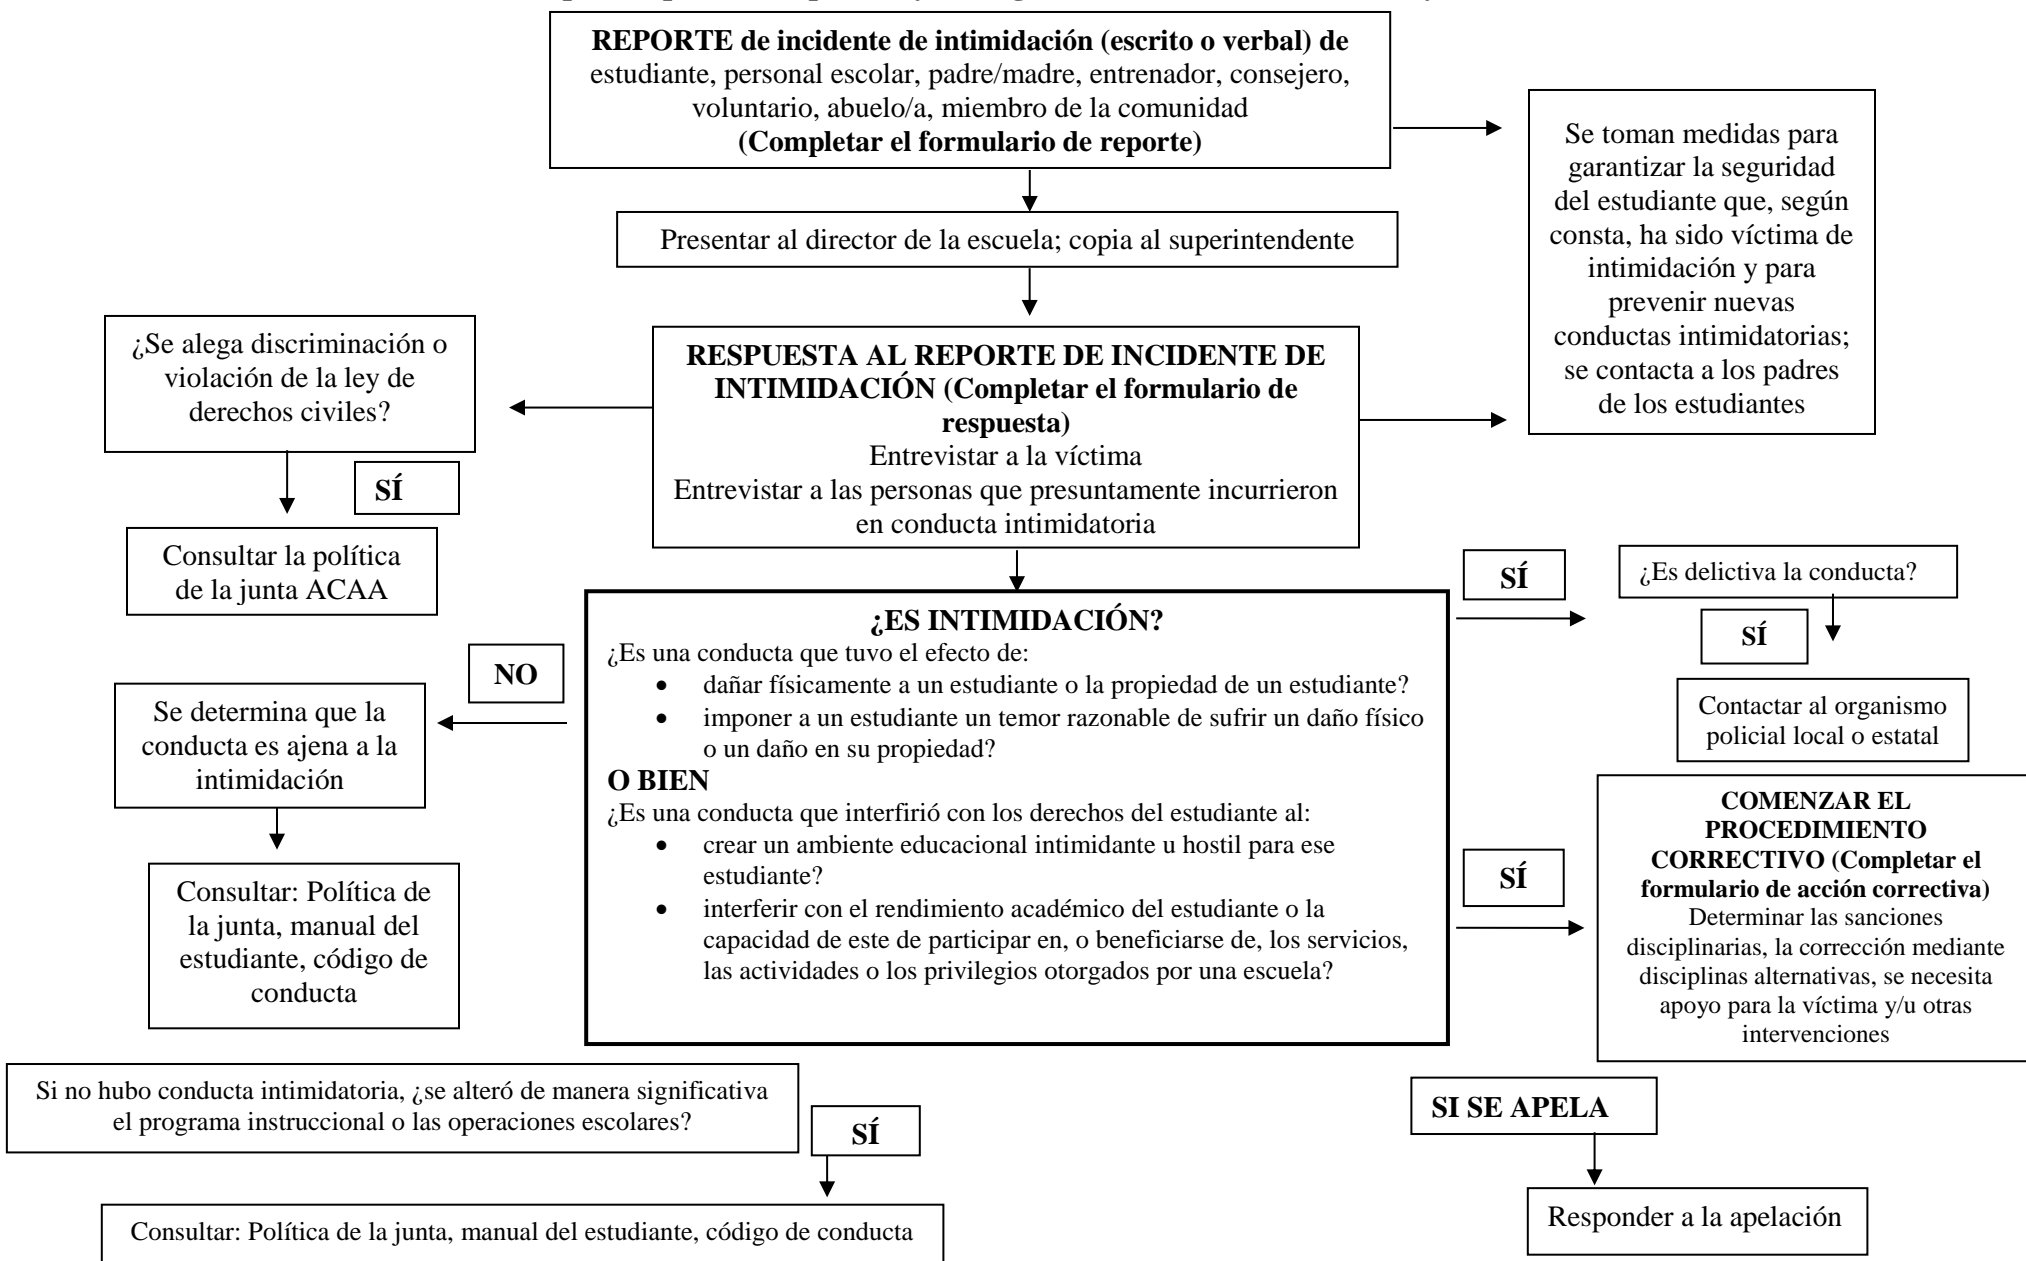 REPORTE de incidente de intimidación (escrito o verbal) de
estudiante, personal escolar, padre/madre, entrenador, consejero,
voluntario, abuelo/a, miembro de la comunidad
(Completar el formulario de reporte)
Se toman medidas para
garantizar la seguridad
del estudiante que, según
consta, ha sido víctima de
intimidación y para
prevenir nuevas
conductas intimidatorias;
se contacta a los padres
de los estudiantes
Presentar al director de la escuela; copia al superintendente
¿Se alega discriminación o
violación de la ley de
derechos civiles?
SÍ
Consultar la política
de la junta ACAA
RESPUESTA AL REPORTE DE INCIDENTE DE
INTIMIDACIÓN (Completar el formulario de
respuesta)
Entrevistar a la víctima
Entrevistar a las personas que presuntamente incurrieron
en conducta intimidatoria
SÍ
¿Es delictiva la conducta?
SÍ
Contactar al organismo
policial local o estatal
¿ES INTIMIDACIÓN?
¿Es una conducta que tuvo el efecto de:
• dañar físicamente a un estudiante o la propiedad de un estudiante?
• imponer a un estudiante un temor razonable de sufrir un daño físico
o un daño en su propiedad?
O BIEN
¿Es una conducta que interfirió con los derechos del estudiante al:
• crear un ambiente educacional intimidante u hostil para ese
estudiante?
• interferir con el rendimiento académico del estudiante o la
capacidad de este de participar en, o beneficiarse de, los servicios,
las actividades o los privilegios otorgados por una escuela?
NO
Se determina que la
conducta es ajena a la
intimidación
Consultar: Política de
la junta, manual del
estudiante, código de
conducta
SÍ
COMENZAR EL
PROCEDIMIENTO
CORRECTIVO (Completar el
formulario de acción correctiva)
Determinar las sanciones
disciplinarias, la corrección mediante
disciplinas alternativas, se necesita
apoyo para la víctima y/u otras
intervenciones
Si no hubo conducta intimidatoria, ¿se alteró de manera significativa
el programa instruccional o las operaciones escolares?
SÍ
Consultar: Política de la junta, manual del estudiante, código de conducta
SI SE APELA
Responder a la apelación